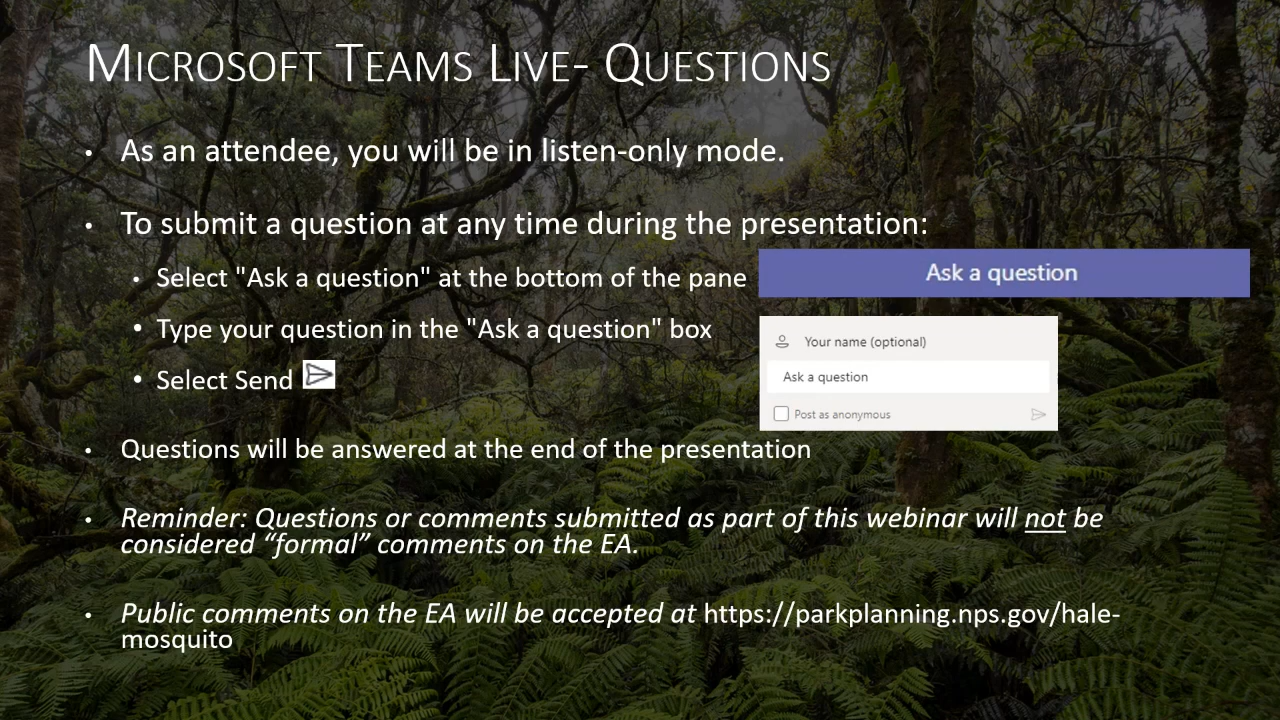 Microsoft Teams Live- Questions
• As an attendee, you will be in listen-only mode.
• To submit a question at any time during the presentation:
• Select "Ask a question" at the bottom of the pane
Ask a question
• Type your question in the "Ask a question" box
Your name (optional)
Ask a question
Post as anonymous
• Select Send
• Questions will be answered at the end of the presentation
• Reminder: Questions or comments submitted as part of this webinar will not be
considered “formal” comments on the EA.
• Public comments on the EA will be accepted at https://parkplanning.nps.gov/hale-
mosquito